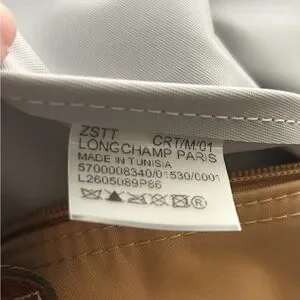 ZSTT CRT/M/01
LONGCHAMP PARIS
MADE IN TUNISIA
5700008340/01530/0001
L2605089P86